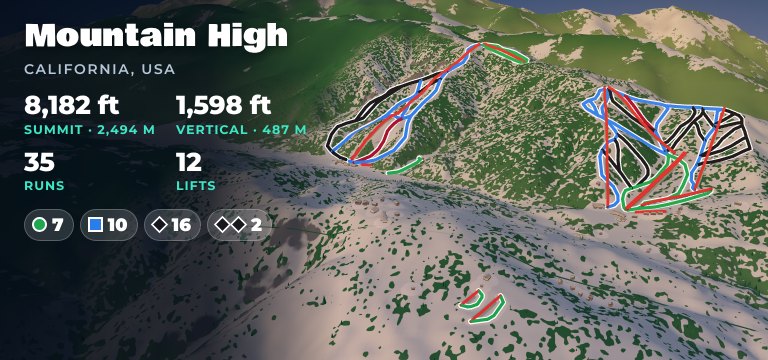 Mountain High
CALIFORNIA, USA
8,182 ft 1,598 ft
SUMMIT · 2,494 M VERTICAL · 487 M
35 12
RUNS LIFTS
7 10 16 2